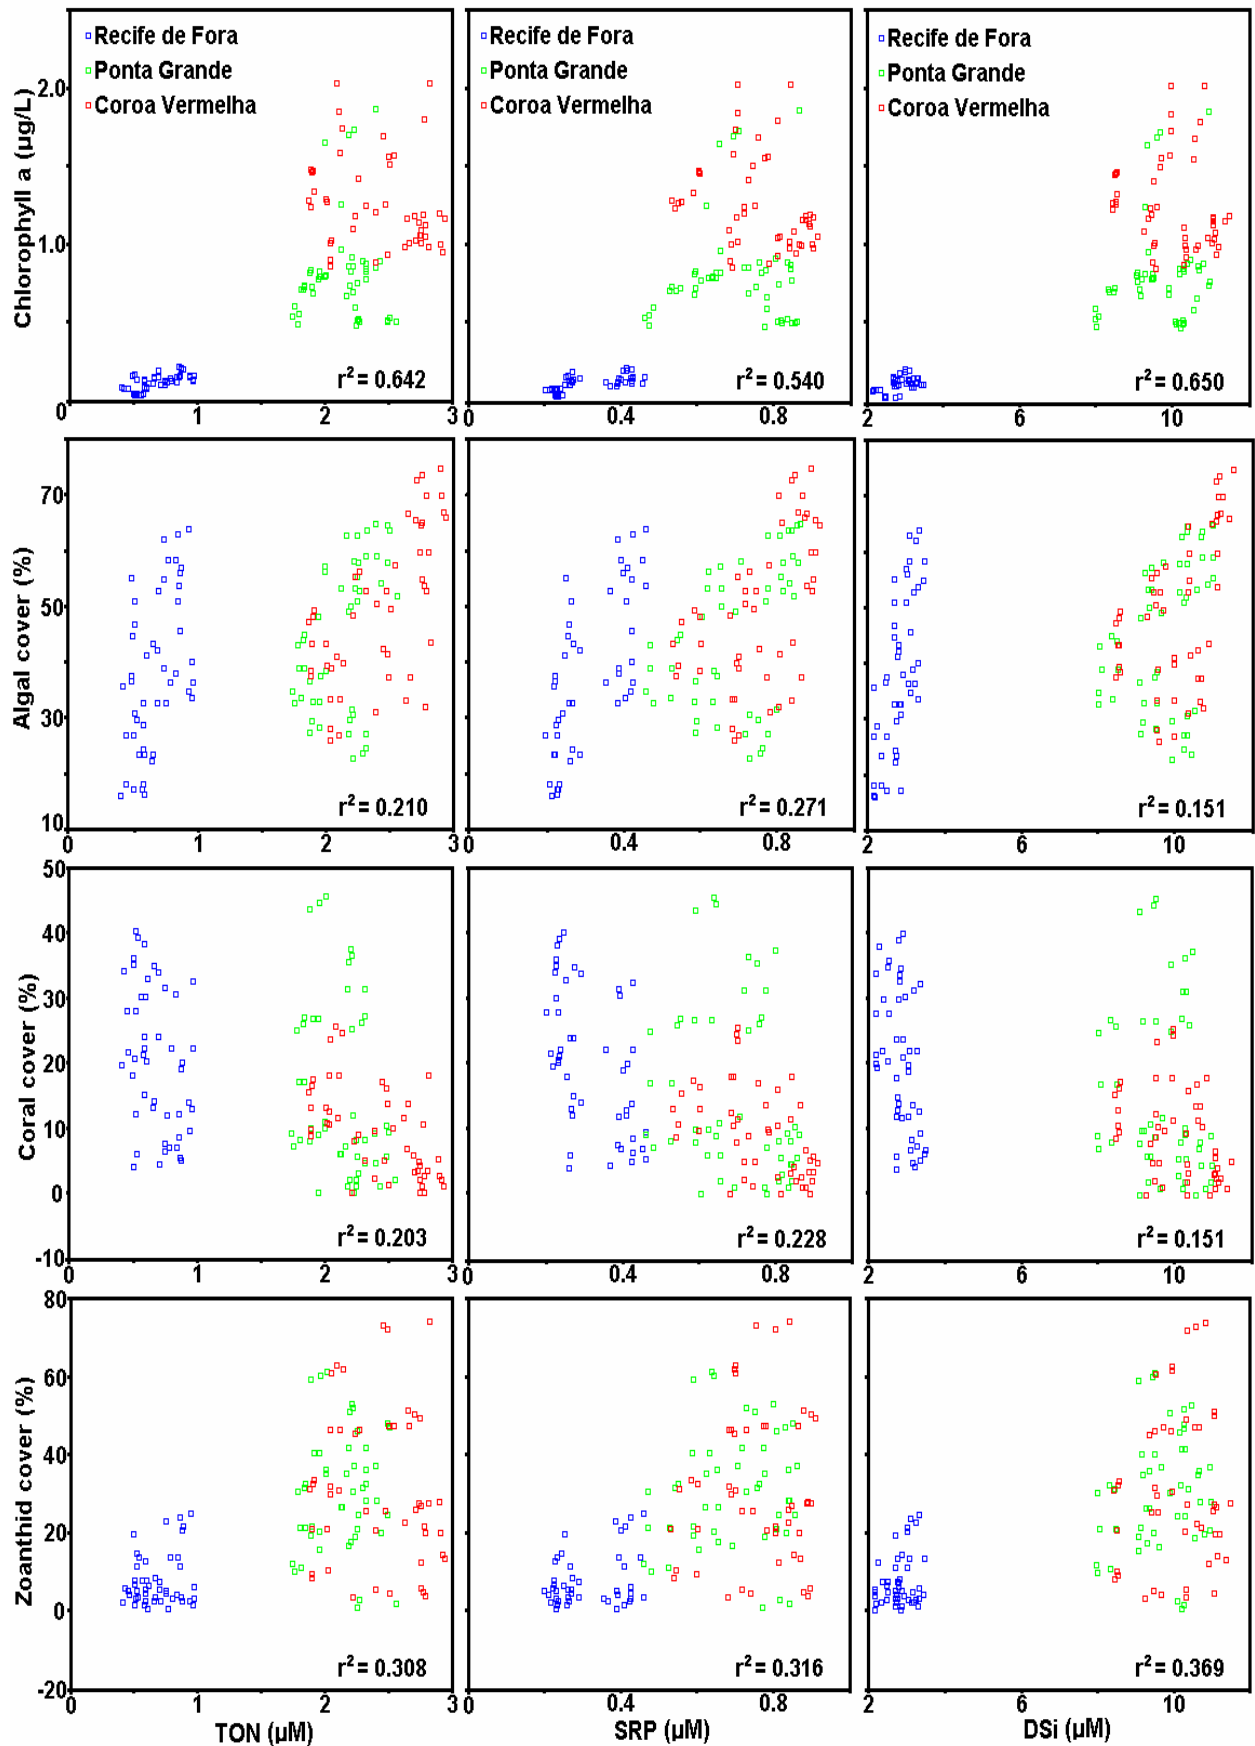 Recife de Fora
Ponta Grande
Coroa Vermelha
Recife de Fora
Ponta Grande
Coroa Vermelha
Recife de Fora
Ponta Grande
Coroa Vermelha
Chlorophyll a (µg/L)
2.0
1.0
0
r² = 0.642
r² = 0.540
r² = 0.650
0 1 2 3
0 0.4 0.8
2 6 10
Algal cover (%)
70
50
30
10
r² = 0.210
r² = 0.271
r² = 0.151
0 1 2 3
0 0.4 0.8
2 6 10
Coral cover (%)
50
40
30
20
10
0
-10
r² = 0.203
r² = 0.228
r² = 0.151
0 1 2 3
0 0.4 0.8
2 6 10
Zoanthid cover (%)
80
60
40
20
0
-20
r² = 0.308
r² = 0.316
r² = 0.369
0 1 2 3
0 0.4 0.8
2 6 10
TON (µM)
SRP (µM)
DSi (µM)